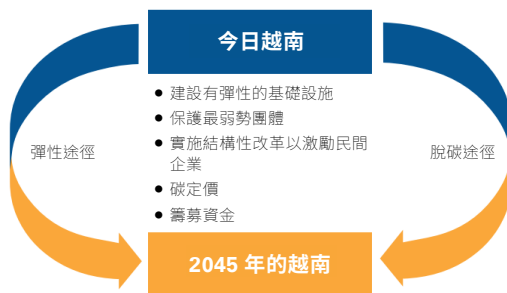 今日越南
● 建設有彈性的基礎設施
● 保護最弱勢團體
● 實施結構性改革以激勵民間
企業
● 碳定價
● 籌募資金
彈性途徑
脫碳途徑
2045 年的越南